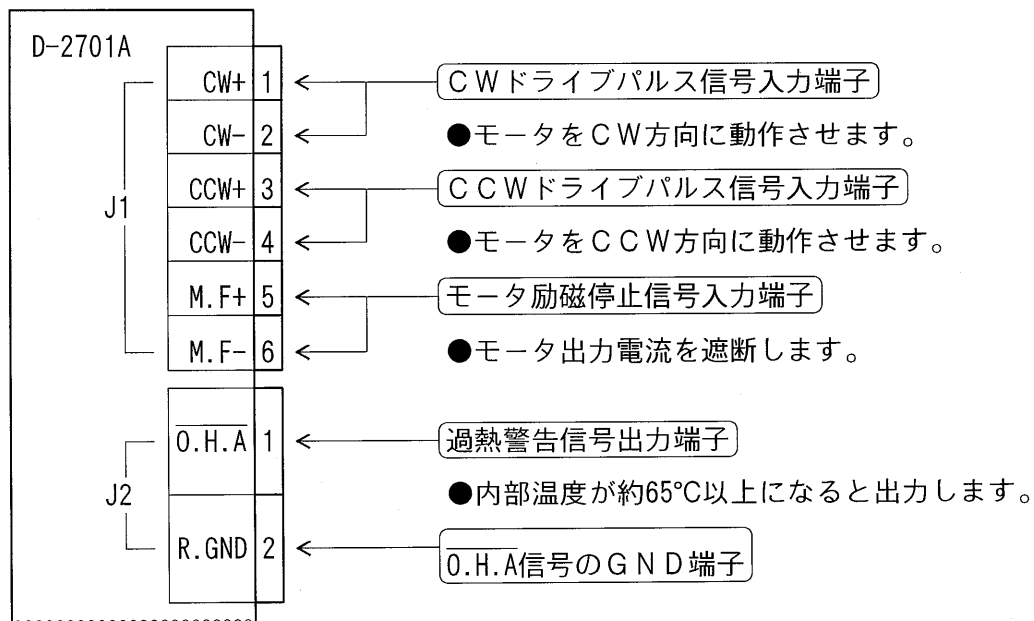 D-2701A
J1
CW+ 1 CWドライブパルス信号入力端子
CW- 2 ●モータをCW方向に動作させます。
CCW+ 3 CCWドライブパルス信号入力端子
CCW- 4 ●モータをCCW方向に動作させます。
M.F+ 5 モータ励磁停止信号入力端子
M.F- 6 ●モータ出力電流を遮断します。
J2
O.H.A 1 過熱警告信号出力端子
●内部温度が約65℃以上になると出力します。
R.GND 2 O.H.A信号のGND端子